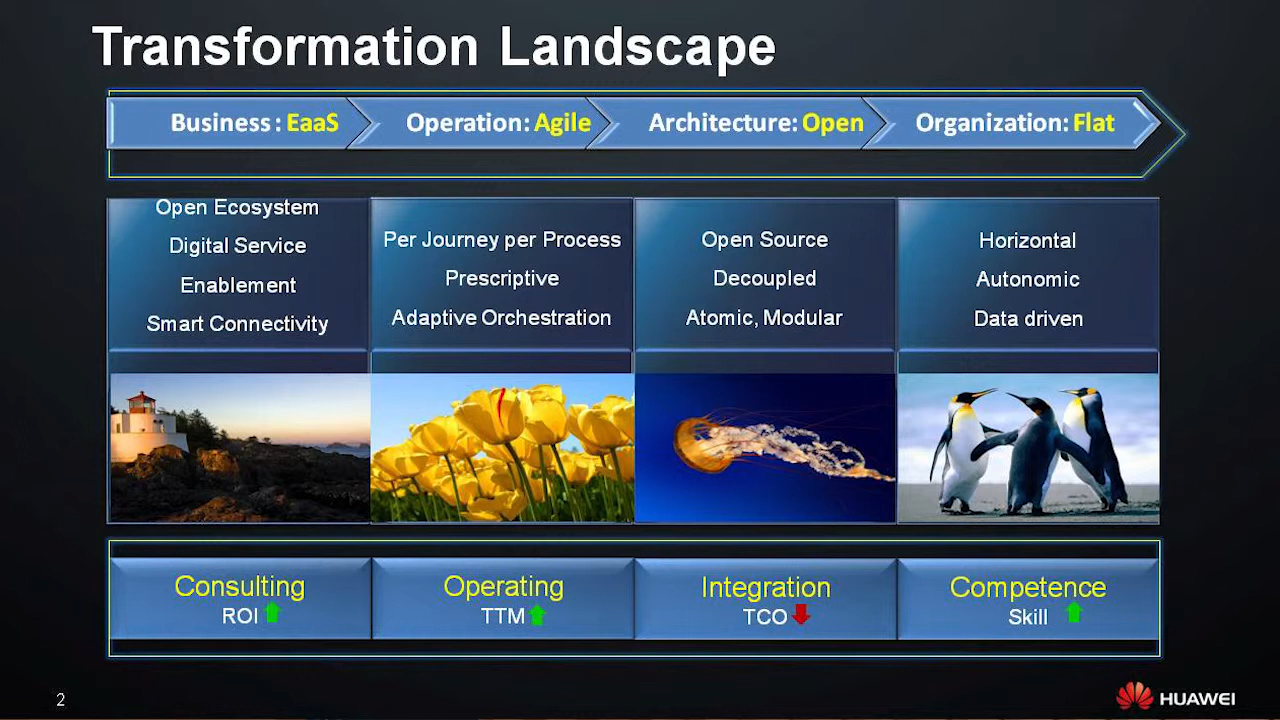 Transformation Landscape
Business : EaaS
Operation: Agile
Architecture: Open
Organization: Flat
Open Ecosystem
Digital Service
Enablement
Smart Connectivity
Per Journey per Process
Prescriptive
Adaptive Orchestration
Open Source
Decoupled
Atomic, Modular
Horizontal
Autonomic
Data driven
Consulting
ROI
Operating
TTM
Integration
TCO
Competence
Skill
2
HUAWEI